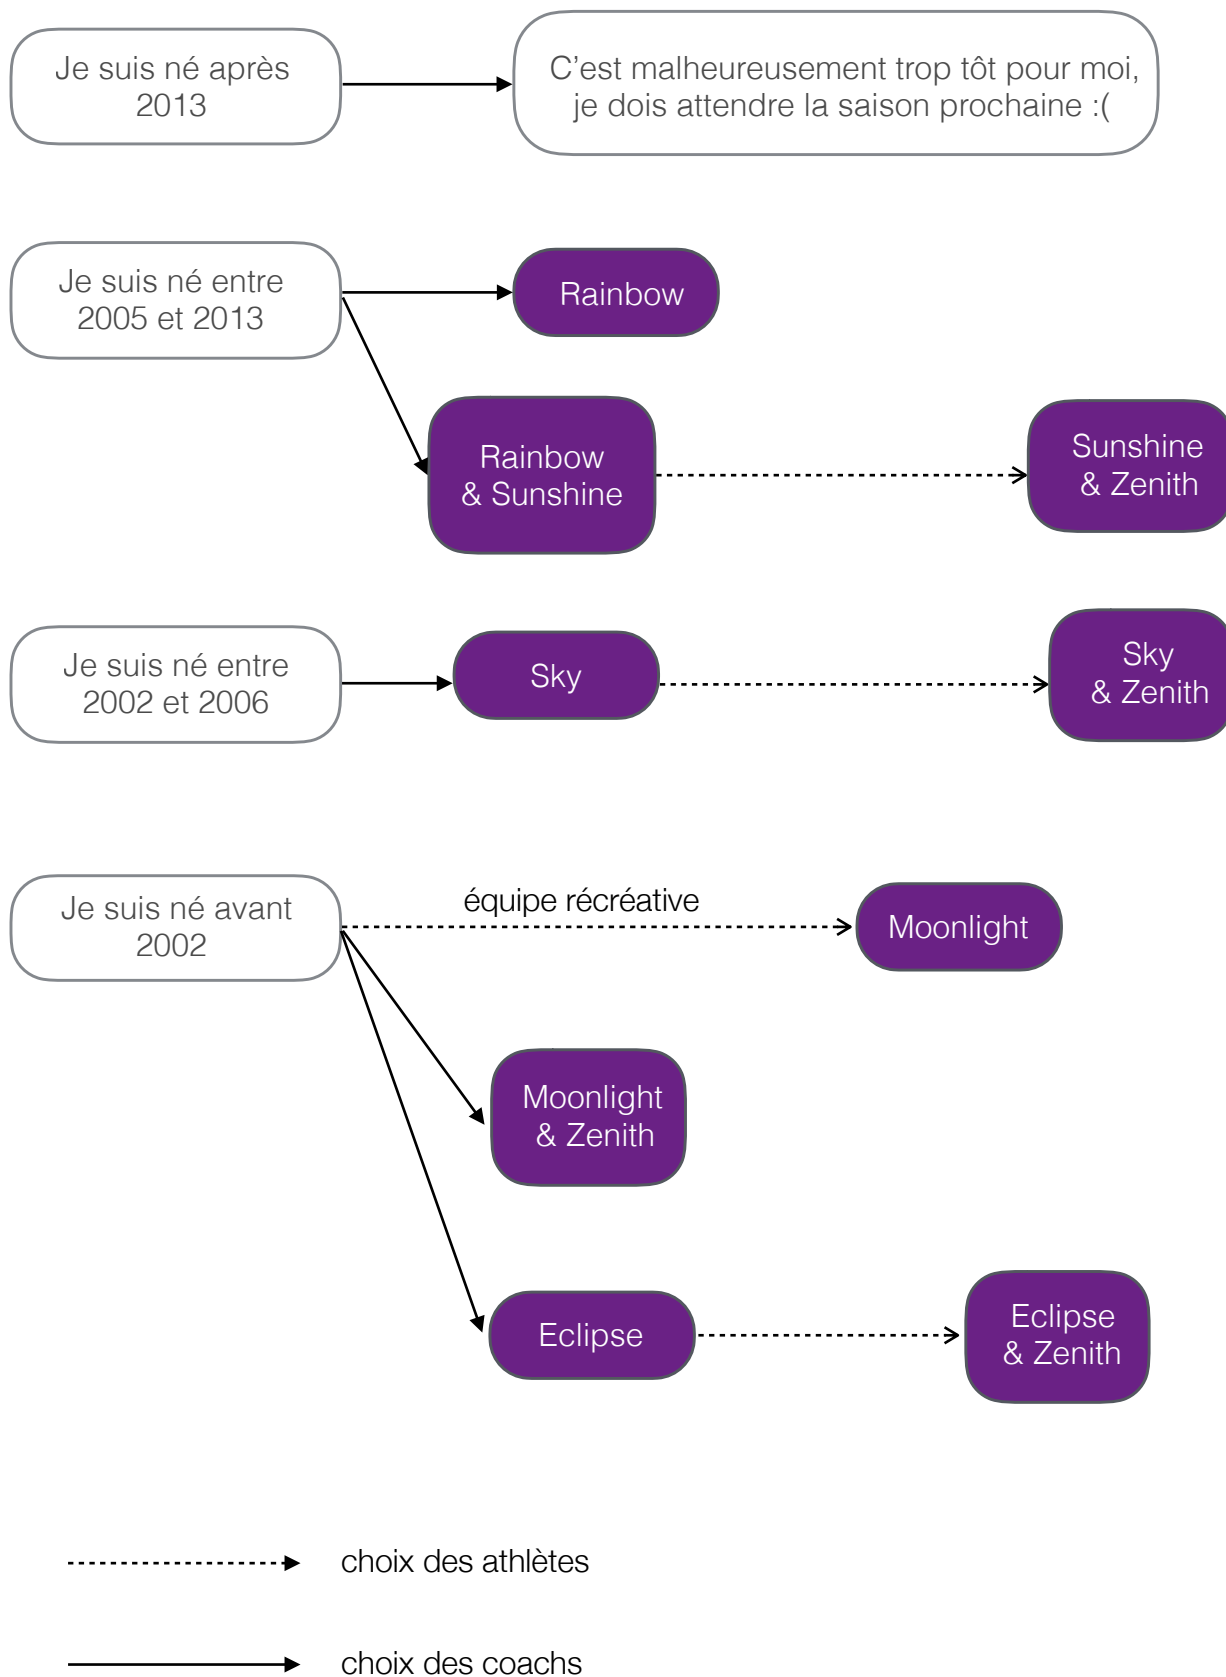 Je suis né après
2013
C'est malheureusement trop tôt pour moi,
je dois attendre la saison prochaine :(
Je suis né entre
2005 et 2013
Rainbow
Rainbow
& Sunshine
Sunshine
& Zenith
Je suis né entre
2002 et 2006
Sky
Sky
& Zenith
Je suis né avant
2002
équipe récréative
Moonlight
Moonlight
& Zenith
Eclipse
Eclipse
& Zenith
choix des athlètes
choix des coachs